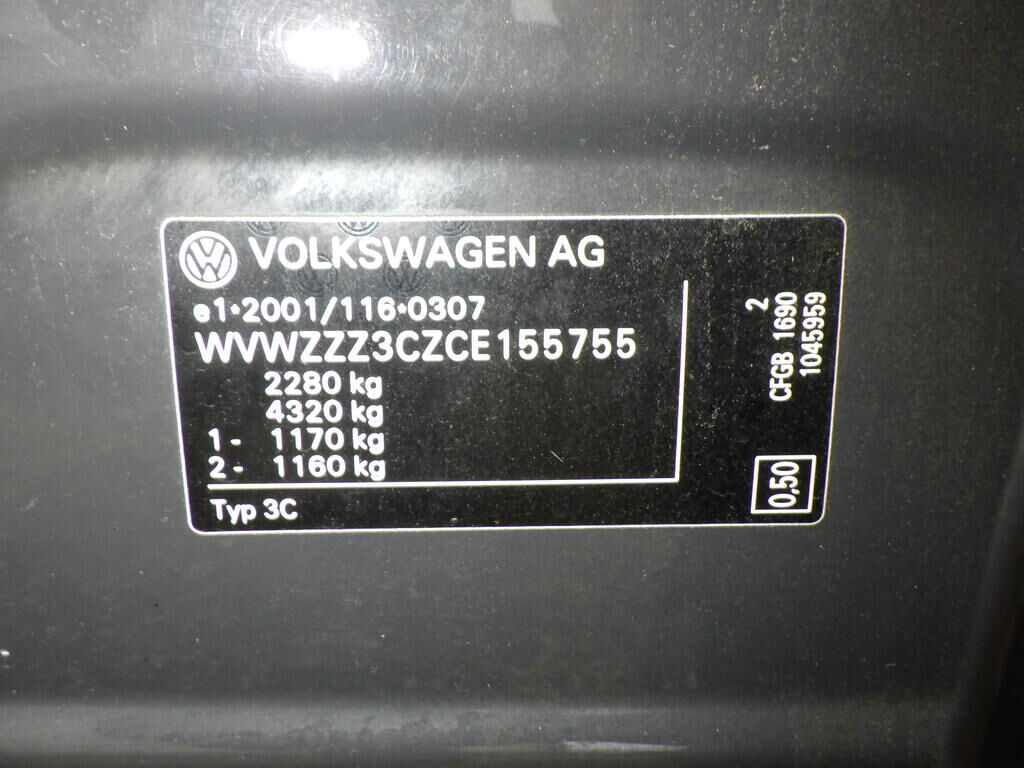 VOLKSWAGEN AG
e1*2001/116*0307
WVWZZZ3CZCE155755
2280 kg
4320 kg
1- 1170 kg
2- 1160 kg
Typ 3C
2
CFGB 1690
1045959
0,50